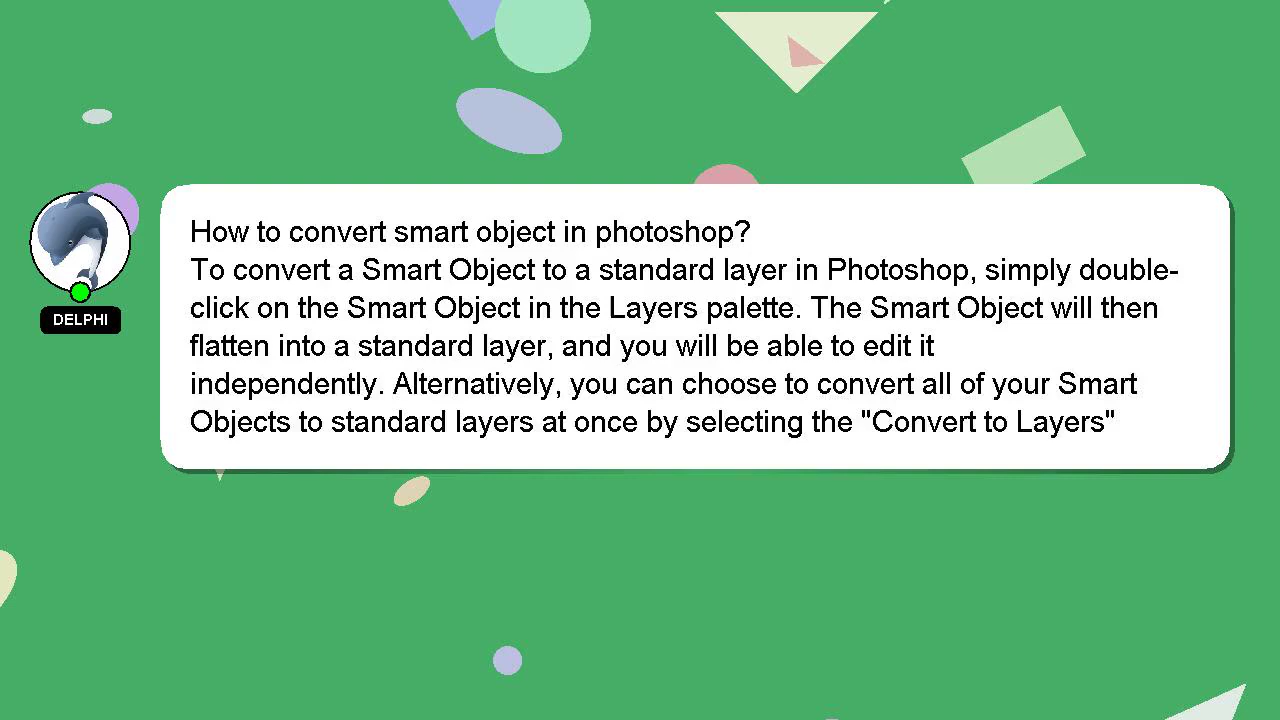 How to convert smart object in photoshop?
To convert a Smart Object to a standard layer in Photoshop, simply double-
click on the Smart Object in the Layers palette. The Smart Object will then
flatten into a standard layer, and you will be able to edit it
independently. Alternatively, you can choose to convert all of your Smart
Objects to standard layers at once by selecting the "Convert to Layers"
DELPHI